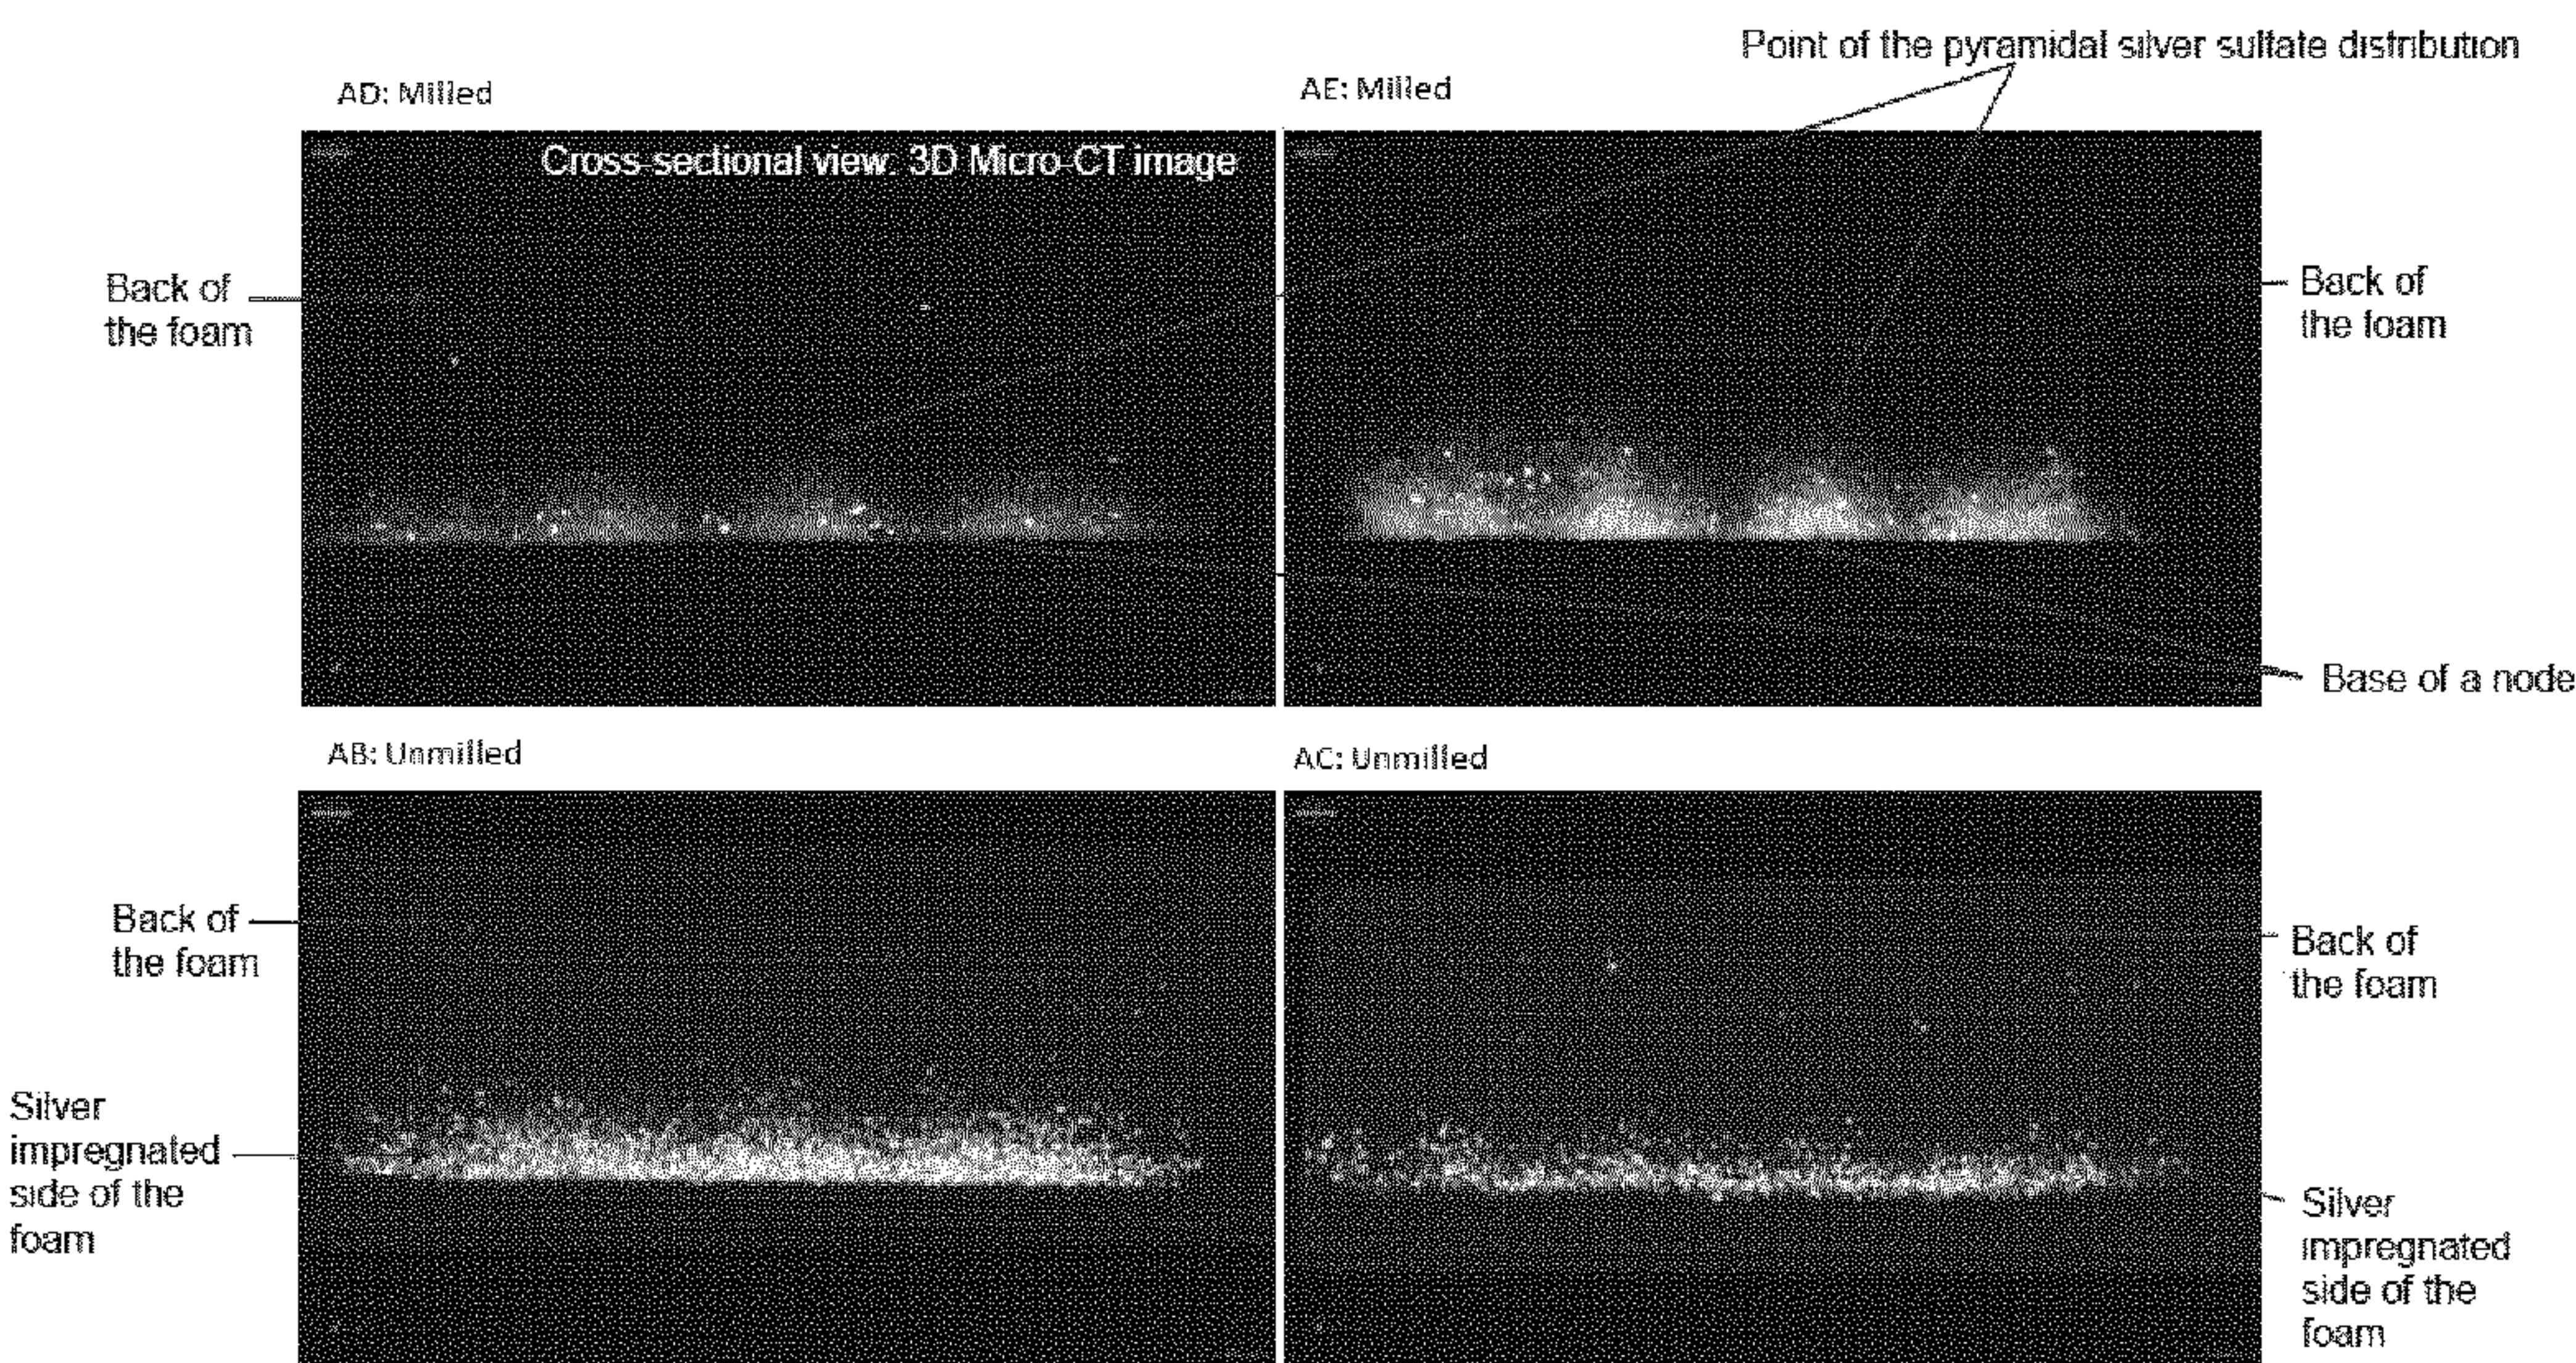 Point of the pyramidal silver sulfate distribution
AD: Milled
AE: Milled
Cross-sectional view: 3D Micro-CT image
Back of
the foam
Back of
the foam
Base of a node
AB: Unmilled
AC: Unmilled
Back of
the foam
Back of
the foam
Silver
impregnated
side of the
foam
Silver
impregnated
side of the
foam